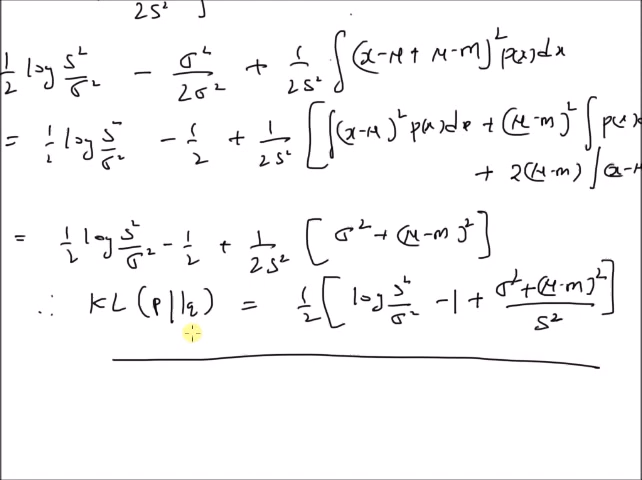 2s² ]
1/2 log s²/σ² - σ²/2σ² + 1/2s² ∫(x-μ+μ-m)² p(x)dx
= 1/2 log s²/σ² - 1/2 + 1/2s² [∫(x-μ)² p(x)dx + (μ-m)² ∫p(x)
+ 2(μ-m) ∫(x-μ
= 1/2 log s²/σ² - 1/2 + 1/2s² [σ² + (μ-m)²]
∴ KL(p||q) = 1/2 [log s²/σ² - 1 + σ²+(μ-m)²/s²]